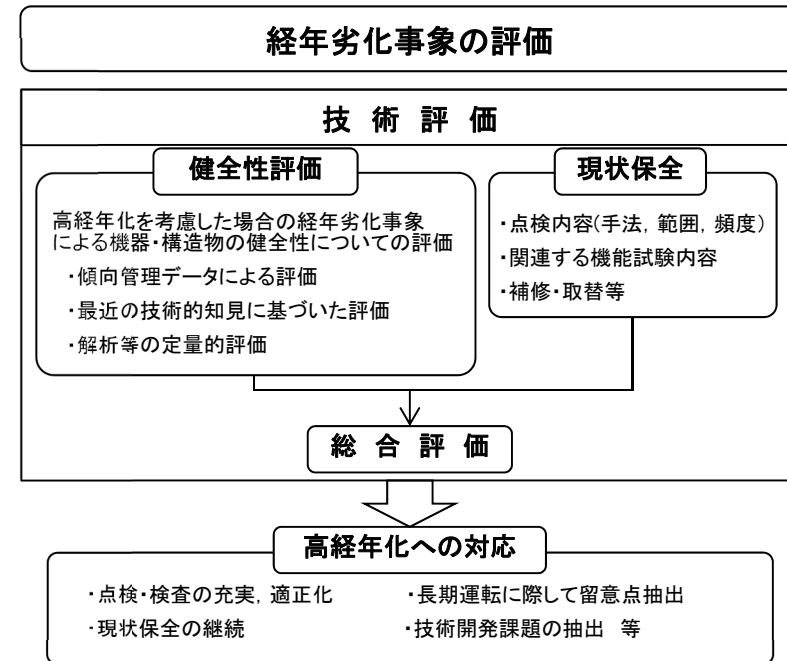 経年劣化事象の評価
技 術 評 価
健全性評価
高経年化を考慮した場合の経年劣化事象
による機器・構造物の健全性についての評価
・傾向管理データによる評価
・最近の技術的知見に基づいた評価
・解析等の定量的評価
現状保全
・点検内容(手法, 範囲, 頻度)
・関連する機能試験内容
・補修・取替等
総 合 評 価
高経年化への対応
・点検・検査の充実, 適正化
・現状保全の継続
・長期運転に際して留意点抽出
・技術開発課題の抽出 等